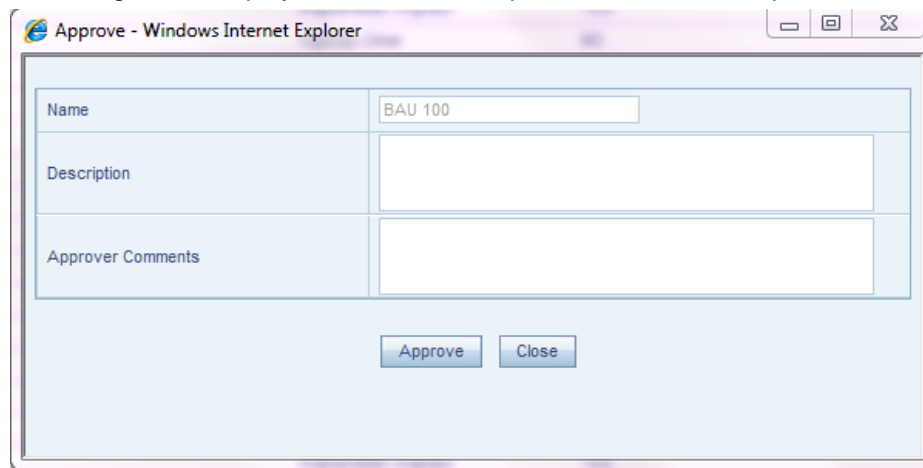 Approve - Windows Internet Explorer
Name
BAU 100
Description
Approver Comments
Approve Close